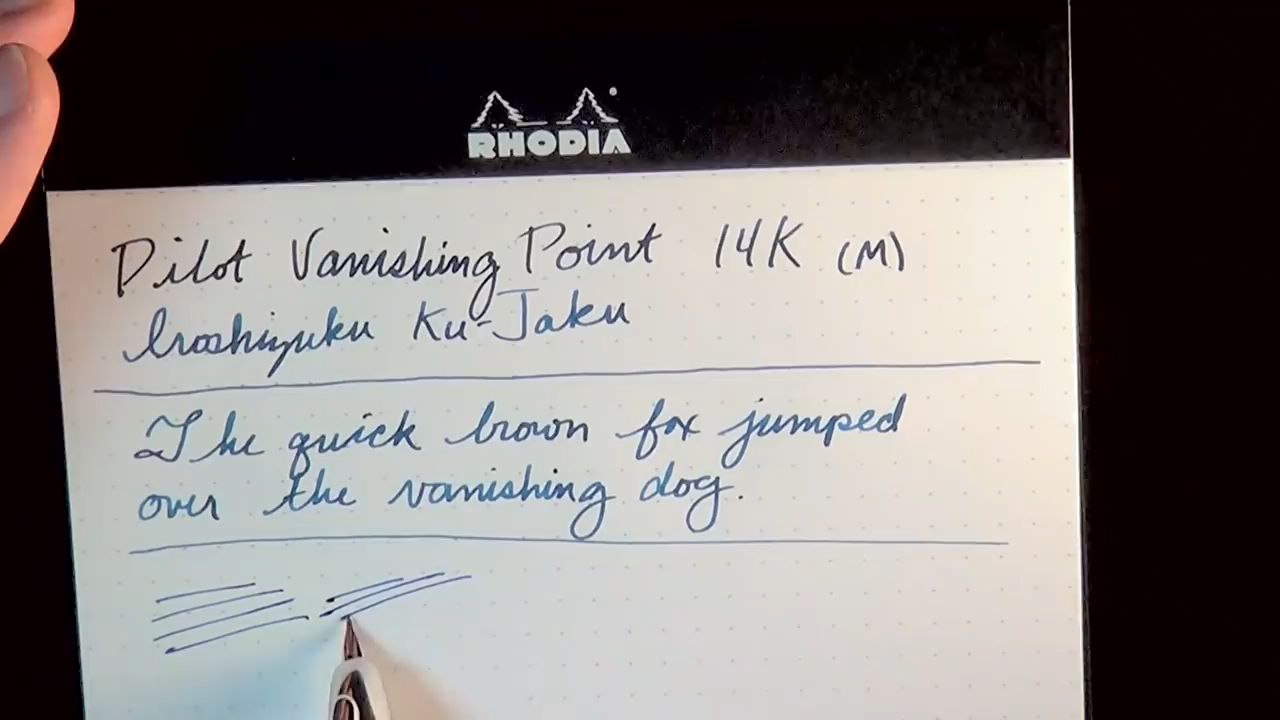 RHODIA
Pilot Vanishing Point 14K (M)
Iroshizuku Ku-Jaku
The quick brown fox jumped
over the vanishing dog.